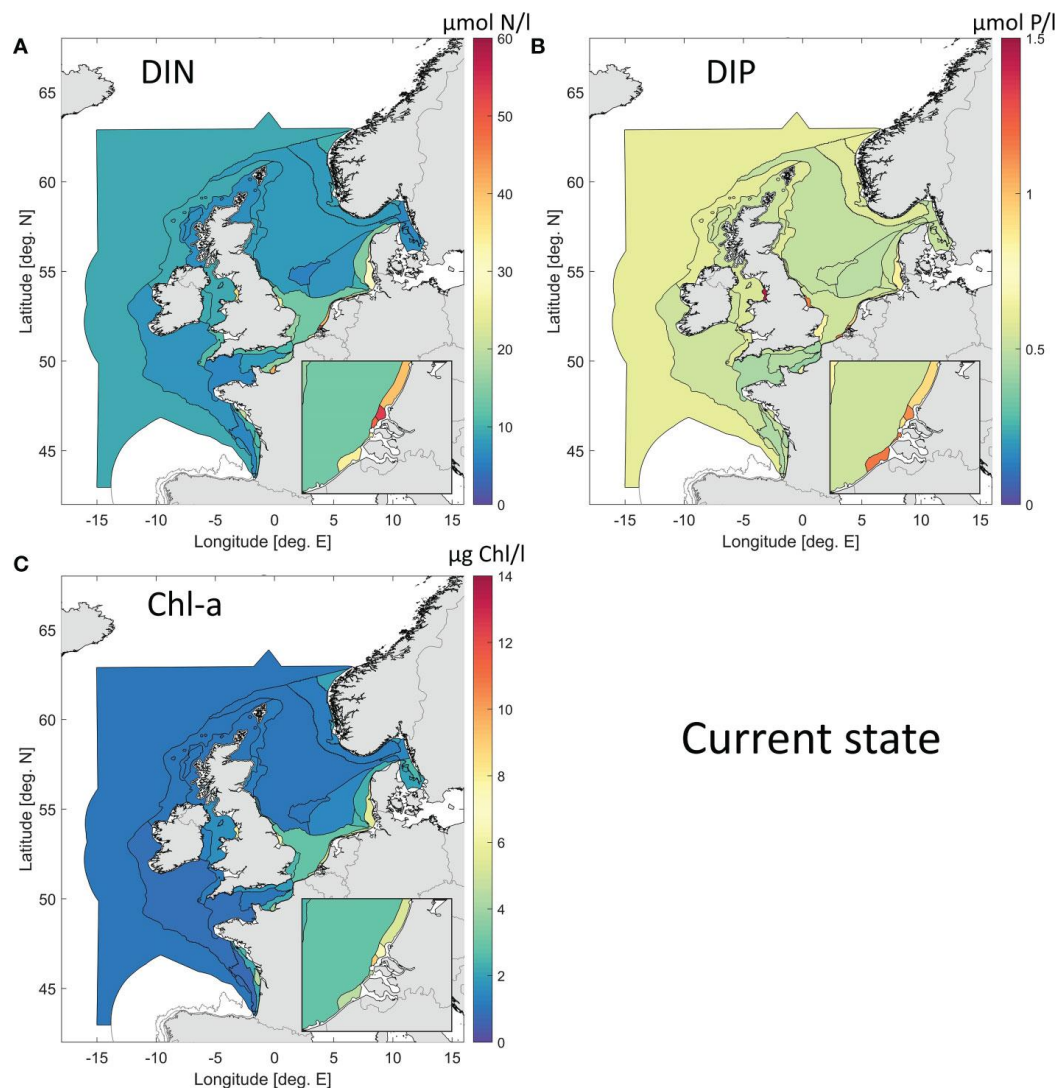 A
DIN
µmol N/l
60
50
40
30
20
10
0
65
60
55
50
45
Latitude [deg. N]
-15 -10 -5 0 5 10 15
Longitude [deg. E]
B
DIP
µmol P/l
1.5
1
0.5
0
65
60
55
50
45
Latitude [deg. N]
-15 -10 -5 0 5 10 15
Longitude [deg. E]
C
Chl-a
µg Chl/l
14
12
10
8
6
4
2
0
65
60
55
50
45
Latitude [deg. N]
-15 -10 -5 0 5 10 15
Longitude [deg. E]
Current state